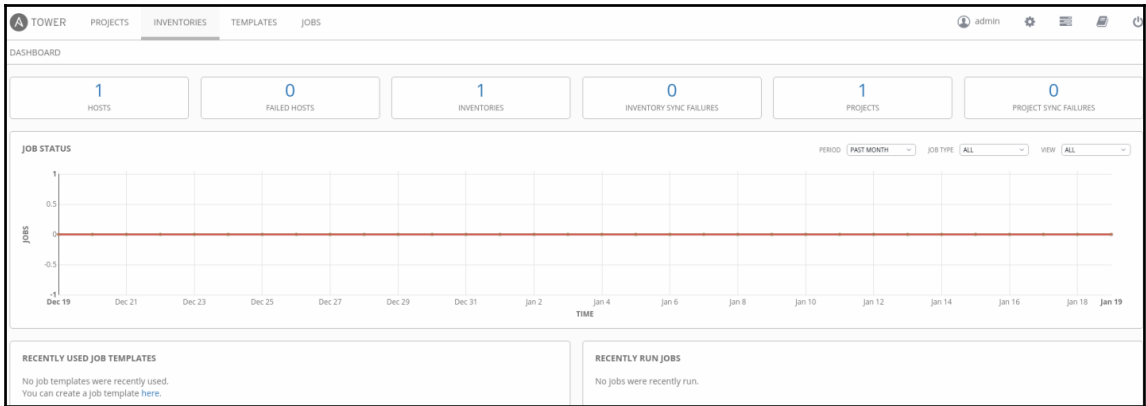 A TOWER PROJECTS INVENTORIES TEMPLATES JOBS admin
DASHBOARD
1 0 1 0 1 0
HOSTS FAILED HOSTS INVENTORIES INVENTORY SYNC FAILURES PROJECTS PROJECT SYNC FAILURES
JOB STATUS PERIOD PAST MONTH JOB TYPE ALL VIEW ALL
1
0.5
0
-0.5
-1
JOBS
Dec 19 Dec 21 Dec 23 Dec 25 Dec 27 Dec 29 Dec 31 Jan 2 Jan 4 Jan 6 Jan 8 Jan 10 Jan 12 Jan 14 Jan 16 Jan 18 Jan 19
TIME
RECENTLY USED JOB TEMPLATES
No job templates were recently used.
You can create a job template here.
RECENTLY RUN JOBS
No jobs were recently run.